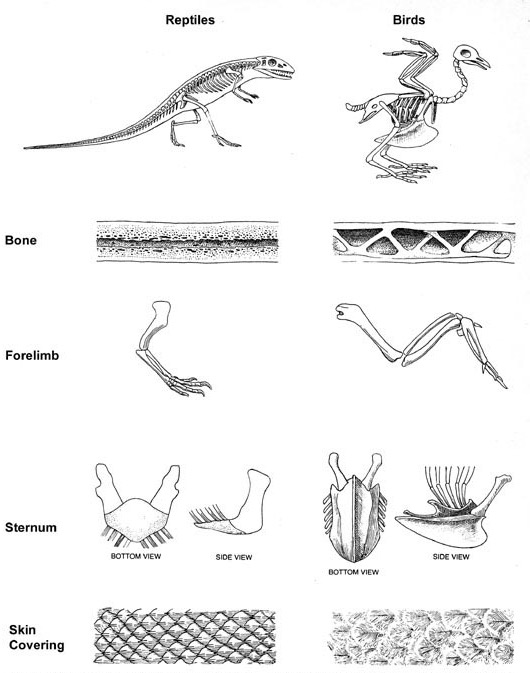 Reptiles
Birds
Bone
Forelimb
Sternum
BOTTOM VIEW
SIDE VIEW
BOTTOM VIEW
SIDE VIEW
Skin
Covering